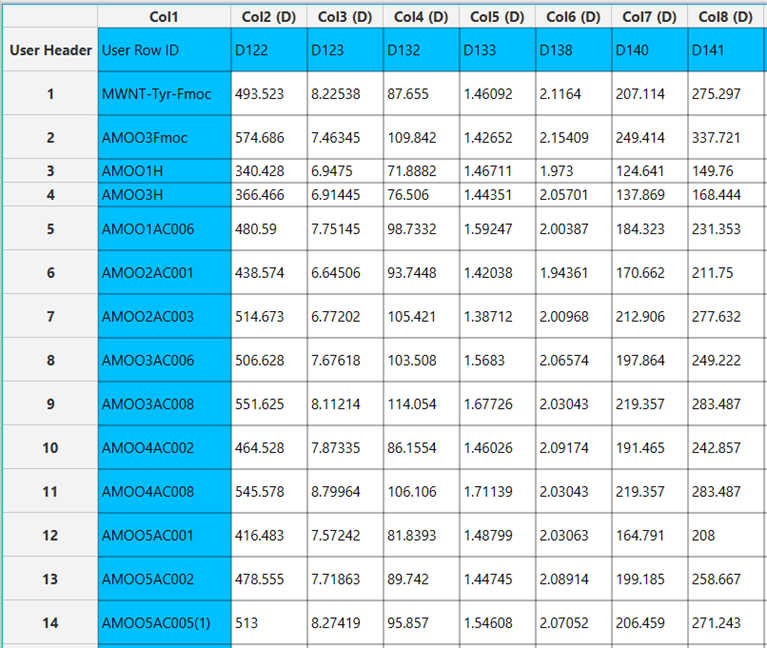 Col1 Col2 (D) Col3 (D) Col4 (D) Col5 (D) Col6 (D) Col7 (D) Col8 (D)
User Header User Row ID D122 D123 D132 D133 D138 D140 D141
1 MWNT-Tyr-Fmoc 493.523 8.22538 87.655 1.46092 2.1164 207.114 275.297
2 AMOO3Fmoc 574.686 7.46345 109.842 1.42652 2.15409 249.414 337.721
3 AMOO1H 340.428 6.9475 71.8882 1.46711 1.973 124.641 149.76
4 AMOO3H 366.466 6.91445 76.506 1.44351 2.05701 137.869 168.444
5 AMOO1AC006 480.59 7.75145 98.7332 1.59247 2.00387 184.323 231.353
6 AMOO2AC001 438.574 6.64506 93.7448 1.42038 1.94361 170.662 211.75
7 AMOO2AC003 514.673 6.77202 105.421 1.38712 2.00968 212.906 277.632
8 AMOO3AC006 506.628 7.67618 103.508 1.5683 2.06574 197.864 249.222
9 AMOO3AC008 551.625 8.11214 114.054 1.67726 2.03043 219.357 283.487
10 AMOO4AC002 464.528 7.87335 86.1554 1.46026 2.09174 191.465 242.857
11 AMOO4AC008 545.578 8.79964 106.106 1.71139 2.03043 219.357 283.487
12 AMOO5AC001 416.483 7.57242 81.8393 1.48799 2.03063 164.791 208
13 AMOO5AC002 478.555 7.71863 89.742 1.44745 2.08914 199.185 258.667
14 AMOO5AC005(1) 513 8.27419 95.857 1.54608 2.07052 206.459 271.243